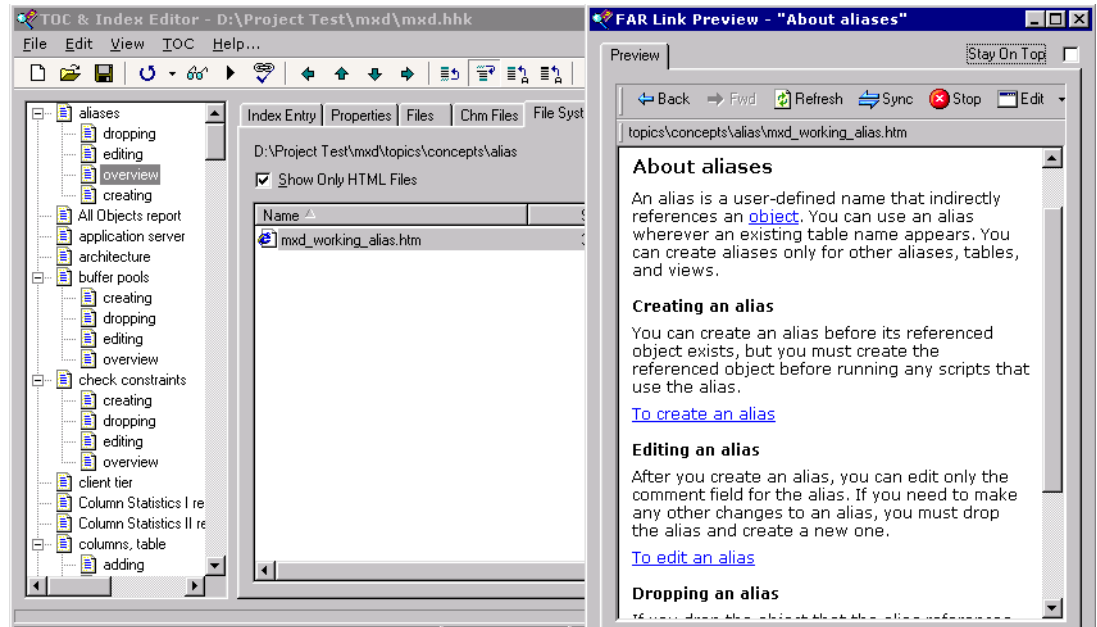 TOC & Index Editor - D:\Project Test\mxd\mxd.hhk
File Edit View TOC Help...
aliases
dropping
editing
overview
creating
All Objects report
application server
architecture
buffer pools
creating
dropping
editing
overview
check constraints
creating
dropping
editing
overview
client tier
Column Statistics I re
Column Statistics II re
columns, table
adding
Index Entry Properties Files Chm Files File Syst
D:\Project Test\mxd\topics\concepts\alias
Show Only HTML Files
Name
mxd_working_alias.htm
FAR Link Preview - "About aliases"
Preview Stay On Top
Back Fwd Refresh Sync Stop Edit
topics\concepts\alias\mxd_working_alias.htm
About aliases
An alias is a user-defined name that indirectly
references an object. You can use an alias
wherever an existing table name appears. You
can create aliases only for other aliases, tables,
and views.
Creating an alias
You can create an alias before its referenced
object exists, but you must create the
referenced object before running any scripts that
use the alias.
To create an alias
Editing an alias
After you create an alias, you can edit only the
comment field for the alias. If you need to make
any other changes to an alias, you must drop
the alias and create a new one.
To edit an alias
Dropping an alias
If you drop the object that the alias references